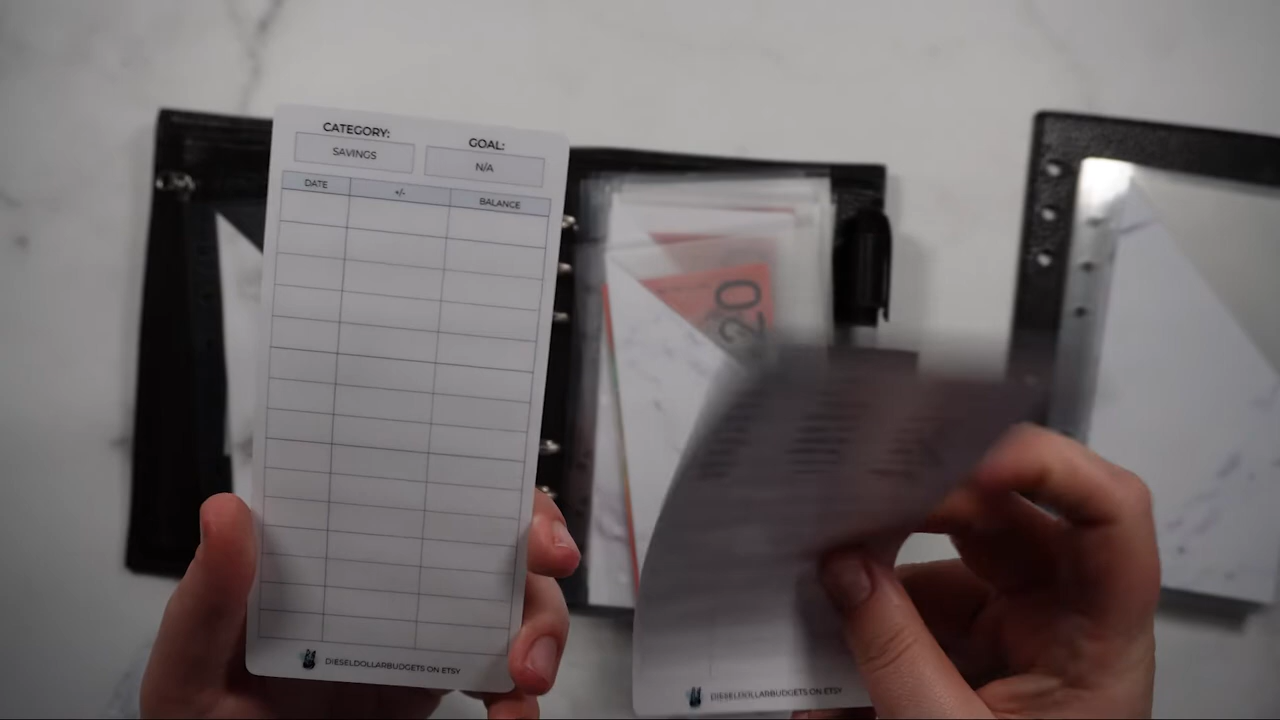 CATEGORY:
GOAL:
SAVINGS
N/A
DATE
+/-
BALANCE
DIESELDOLLARBUDGETS ON ETSY
20
DIESELDOLLARBUDGETS ON ETSY